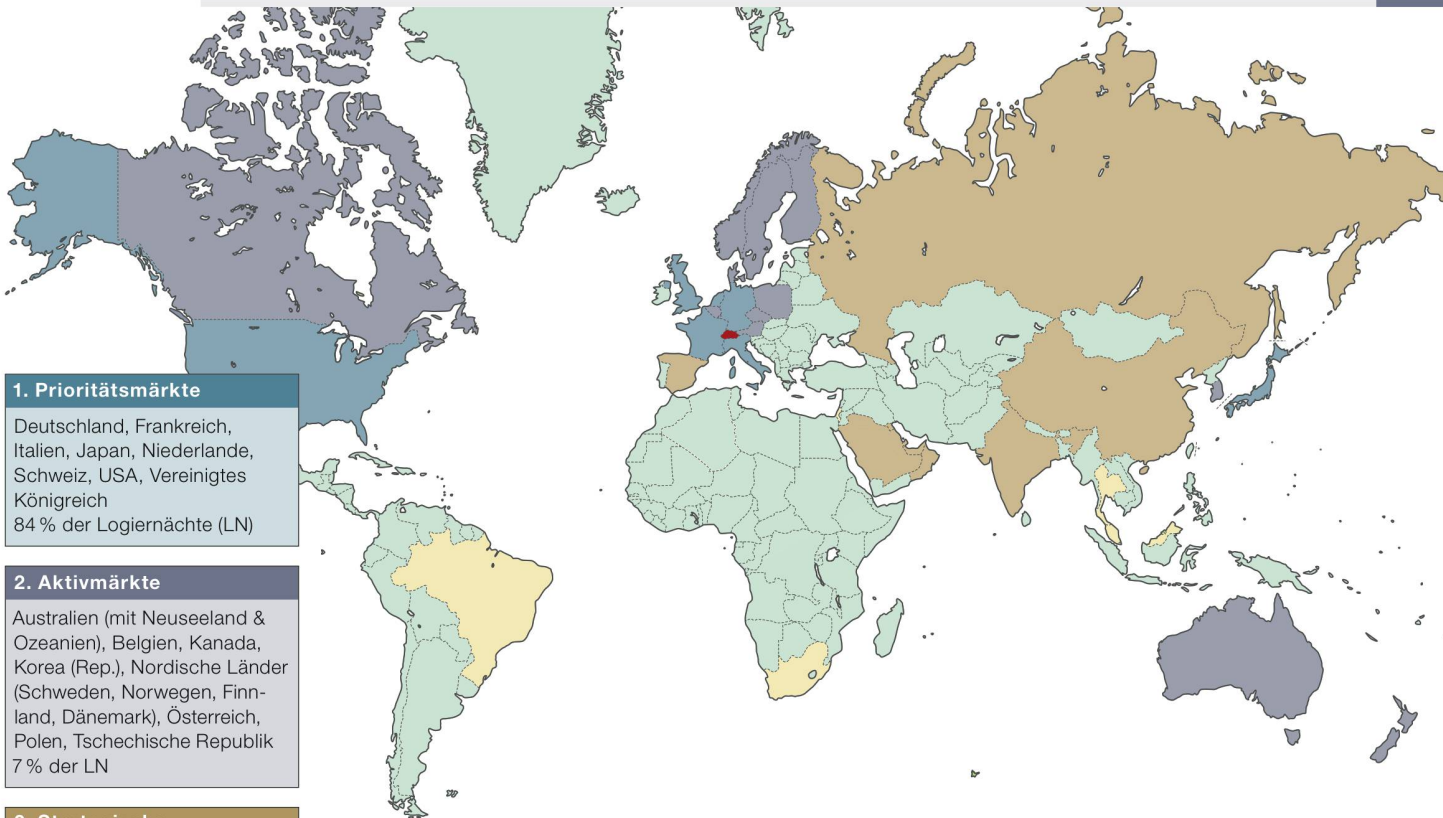 1. Prioritätsmärkte
Deutschland, Frankreich,
Italien, Japan, Niederlande,
Schweiz, USA, Vereinigtes
Königreich
84 % der Logiernächte (LN)
2. Aktivmärkte
Australien (mit Neuseeland &
Ozeanien), Belgien, Kanada,
Korea (Rep.), Nordische Länder
(Schweden, Norwegen, Finn-
land, Dänemark), Österreich,
Polen, Tschechische Republik
7 % der LN